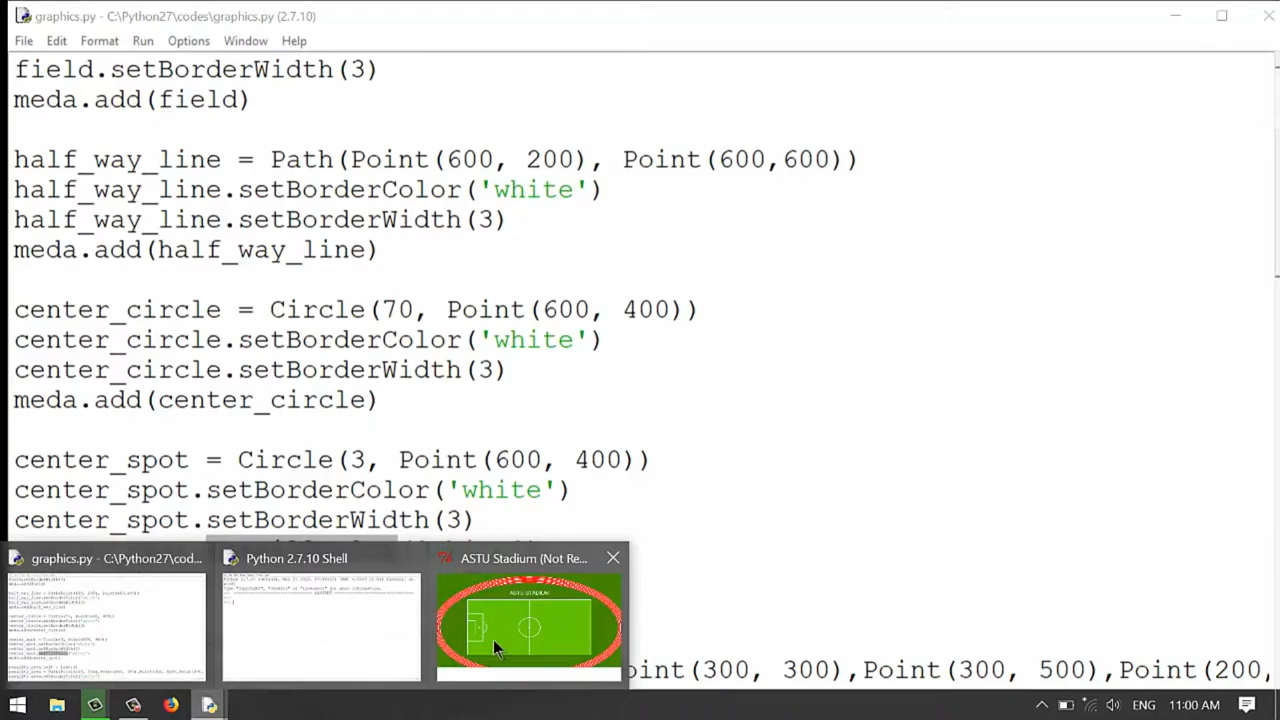 graphics.py - C:\Python27\codes\graphics.py (2.7.10)
File Edit Format Run Options Window Help
field.setBorderWidth(3)
meda.add(field)
half_way_line = Path(Point(600, 200), Point(600,600))
half_way_line.setBorderColor('white')
half_way_line.setBorderWidth(3)
meda.add(half_way_line)
center_circle = Circle(70, Point(600, 400))
center_circle.setBorderColor('white')
center_circle.setBorderWidth(3)
meda.add(center_circle)
center_spot = Circle(3, Point(600, 400))
center_spot.setBorderColor('white')
center_spot.setBorderWidth(3)
graphics.py - C:\Python27\cod... Python 2.7.10 Shell ASTU Stadium (Not Re...
ASTU STADIUM
oint(300, 300),Point(300, 500),Point(200,
ENG 11:00 AM